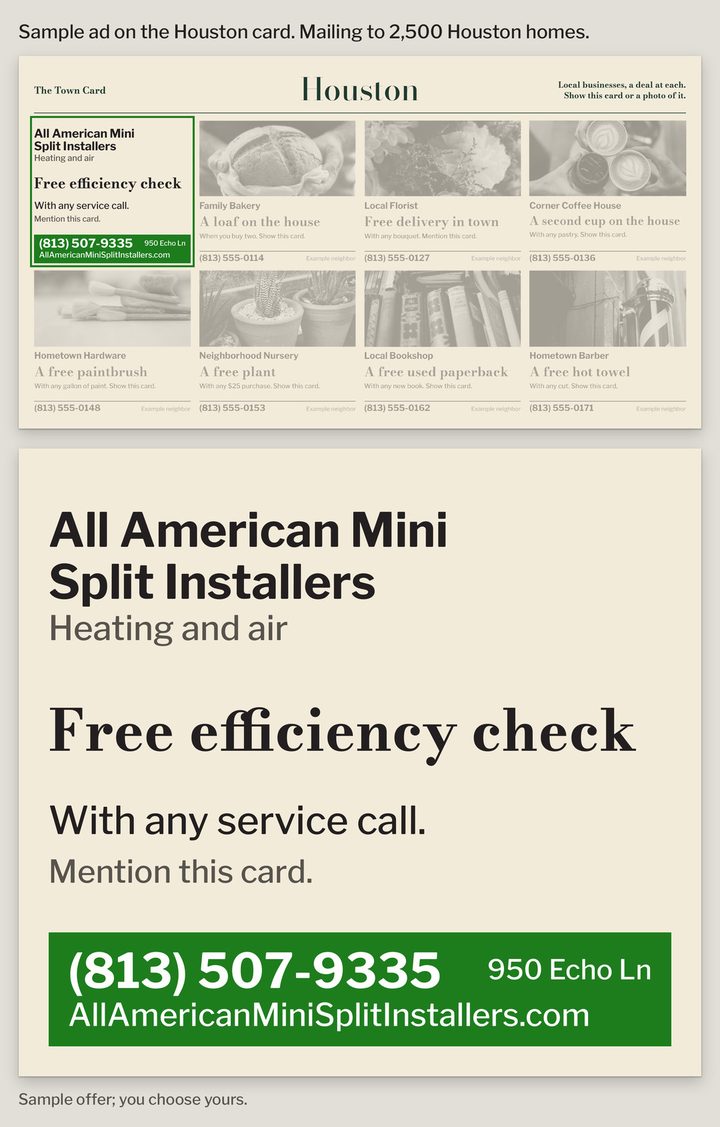 Sample ad on the Houston card. Mailing to 2,500 Houston homes.
The Town Card
Houston
Local businesses, a deal at each.
Show this card or a photo of it.
All American Mini
Split Installers
Heating and air
Free efficiency check
With any service call.
Mention this card.
(813) 507-9335 950 Echo Ln
AllAmericanMiniSplitInstallers.com
Family Bakery
A loaf on the house
When you buy two. Show this card.
(813) 555-0114 Example neighbor
Local Florist
Free delivery in town
With any bouquet. Mention this card.
(813) 555-0127 Example neighbor
Corner Coffee House
A second cup on the house
With any pastry. Show this card.
(813) 555-0136 Example neighbor
Hometown Hardware
A free paintbrush
With any gallon of paint. Show this card.
(813) 555-0148 Example neighbor
Neighborhood Nursery
A free plant
With any $25 purchase. Show this card.
(813) 555-0153 Example neighbor
Local Bookshop
A free used paperback
With any new book. Show this card.
(813) 555-0162 Example neighbor
Hometown Barber
A free hot towel
With any cut. Show this card.
(813) 555-0171 Example neighbor
All American Mini
Split Installers
Heating and air
Free efficiency check
With any service call.
Mention this card.
(813) 507-9335 950 Echo Ln
AllAmericanMiniSplitInstallers.com
Sample offer; you choose yours.